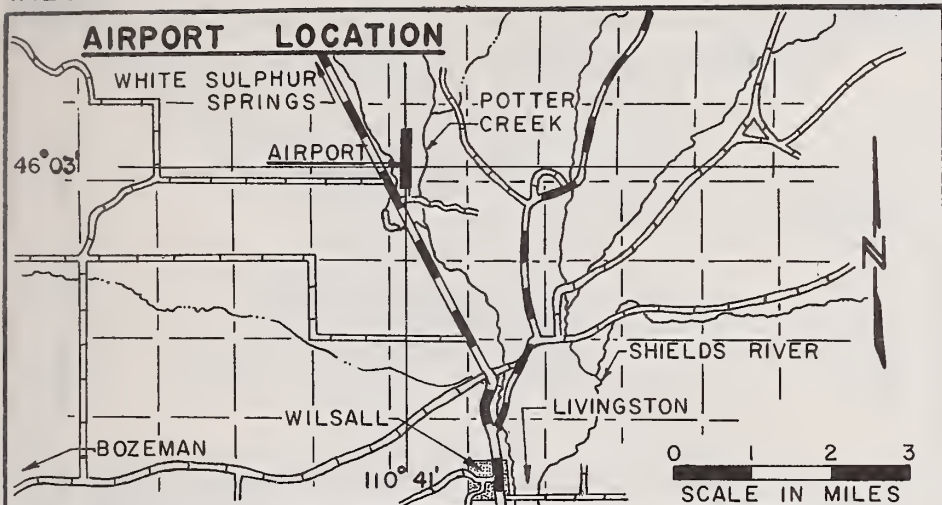 AIRPORT LOCATION
WHITE SULPHUR
SPRINGS
POTTER
CREEK
AIRPORT
46°03'
N
SHIELDS RIVER
WILSALL
LIVINGSTON
BOZEMAN
110° 41'
0 1 2 3
SCALE IN MILES